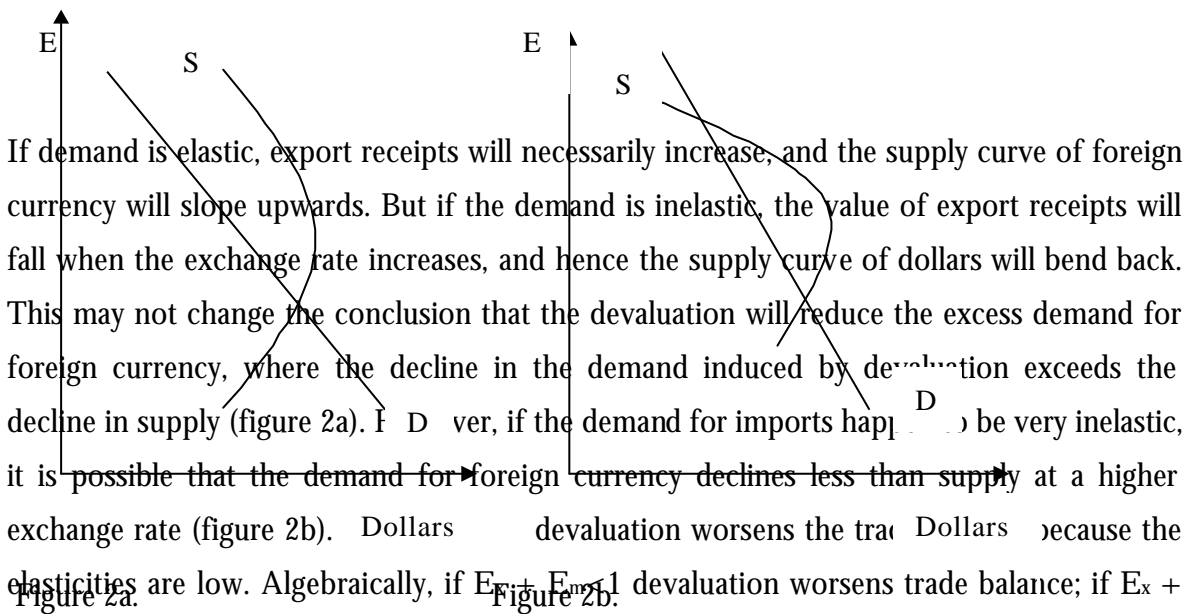 E E
S
S
If demand is elastic, export receipts will necessarily increase, and the supply curve of foreign
currency will slope upwards. But if the demand is inelastic, the value of export receipts will
fall when the exchange rate increases, and hence the supply curve of dollars will bend back.
This may not change the conclusion that the devaluation will reduce the excess demand for
foreign currency, where the decline in the demand induced by devaluation exceeds the
D
decline in supply (figure 2a). D ver, if the demand for imports be very inelastic,
it is possible that the demand for foreign currency declines less than supply at a higher
exchange rate (figure 2b). Dollars devaluation worsens the Dollars because the
elasticities are low. Algebraically, if Ex + Em<1 devaluation worsens trade balance; if Ex +
Figure 2a. Figure 2b.